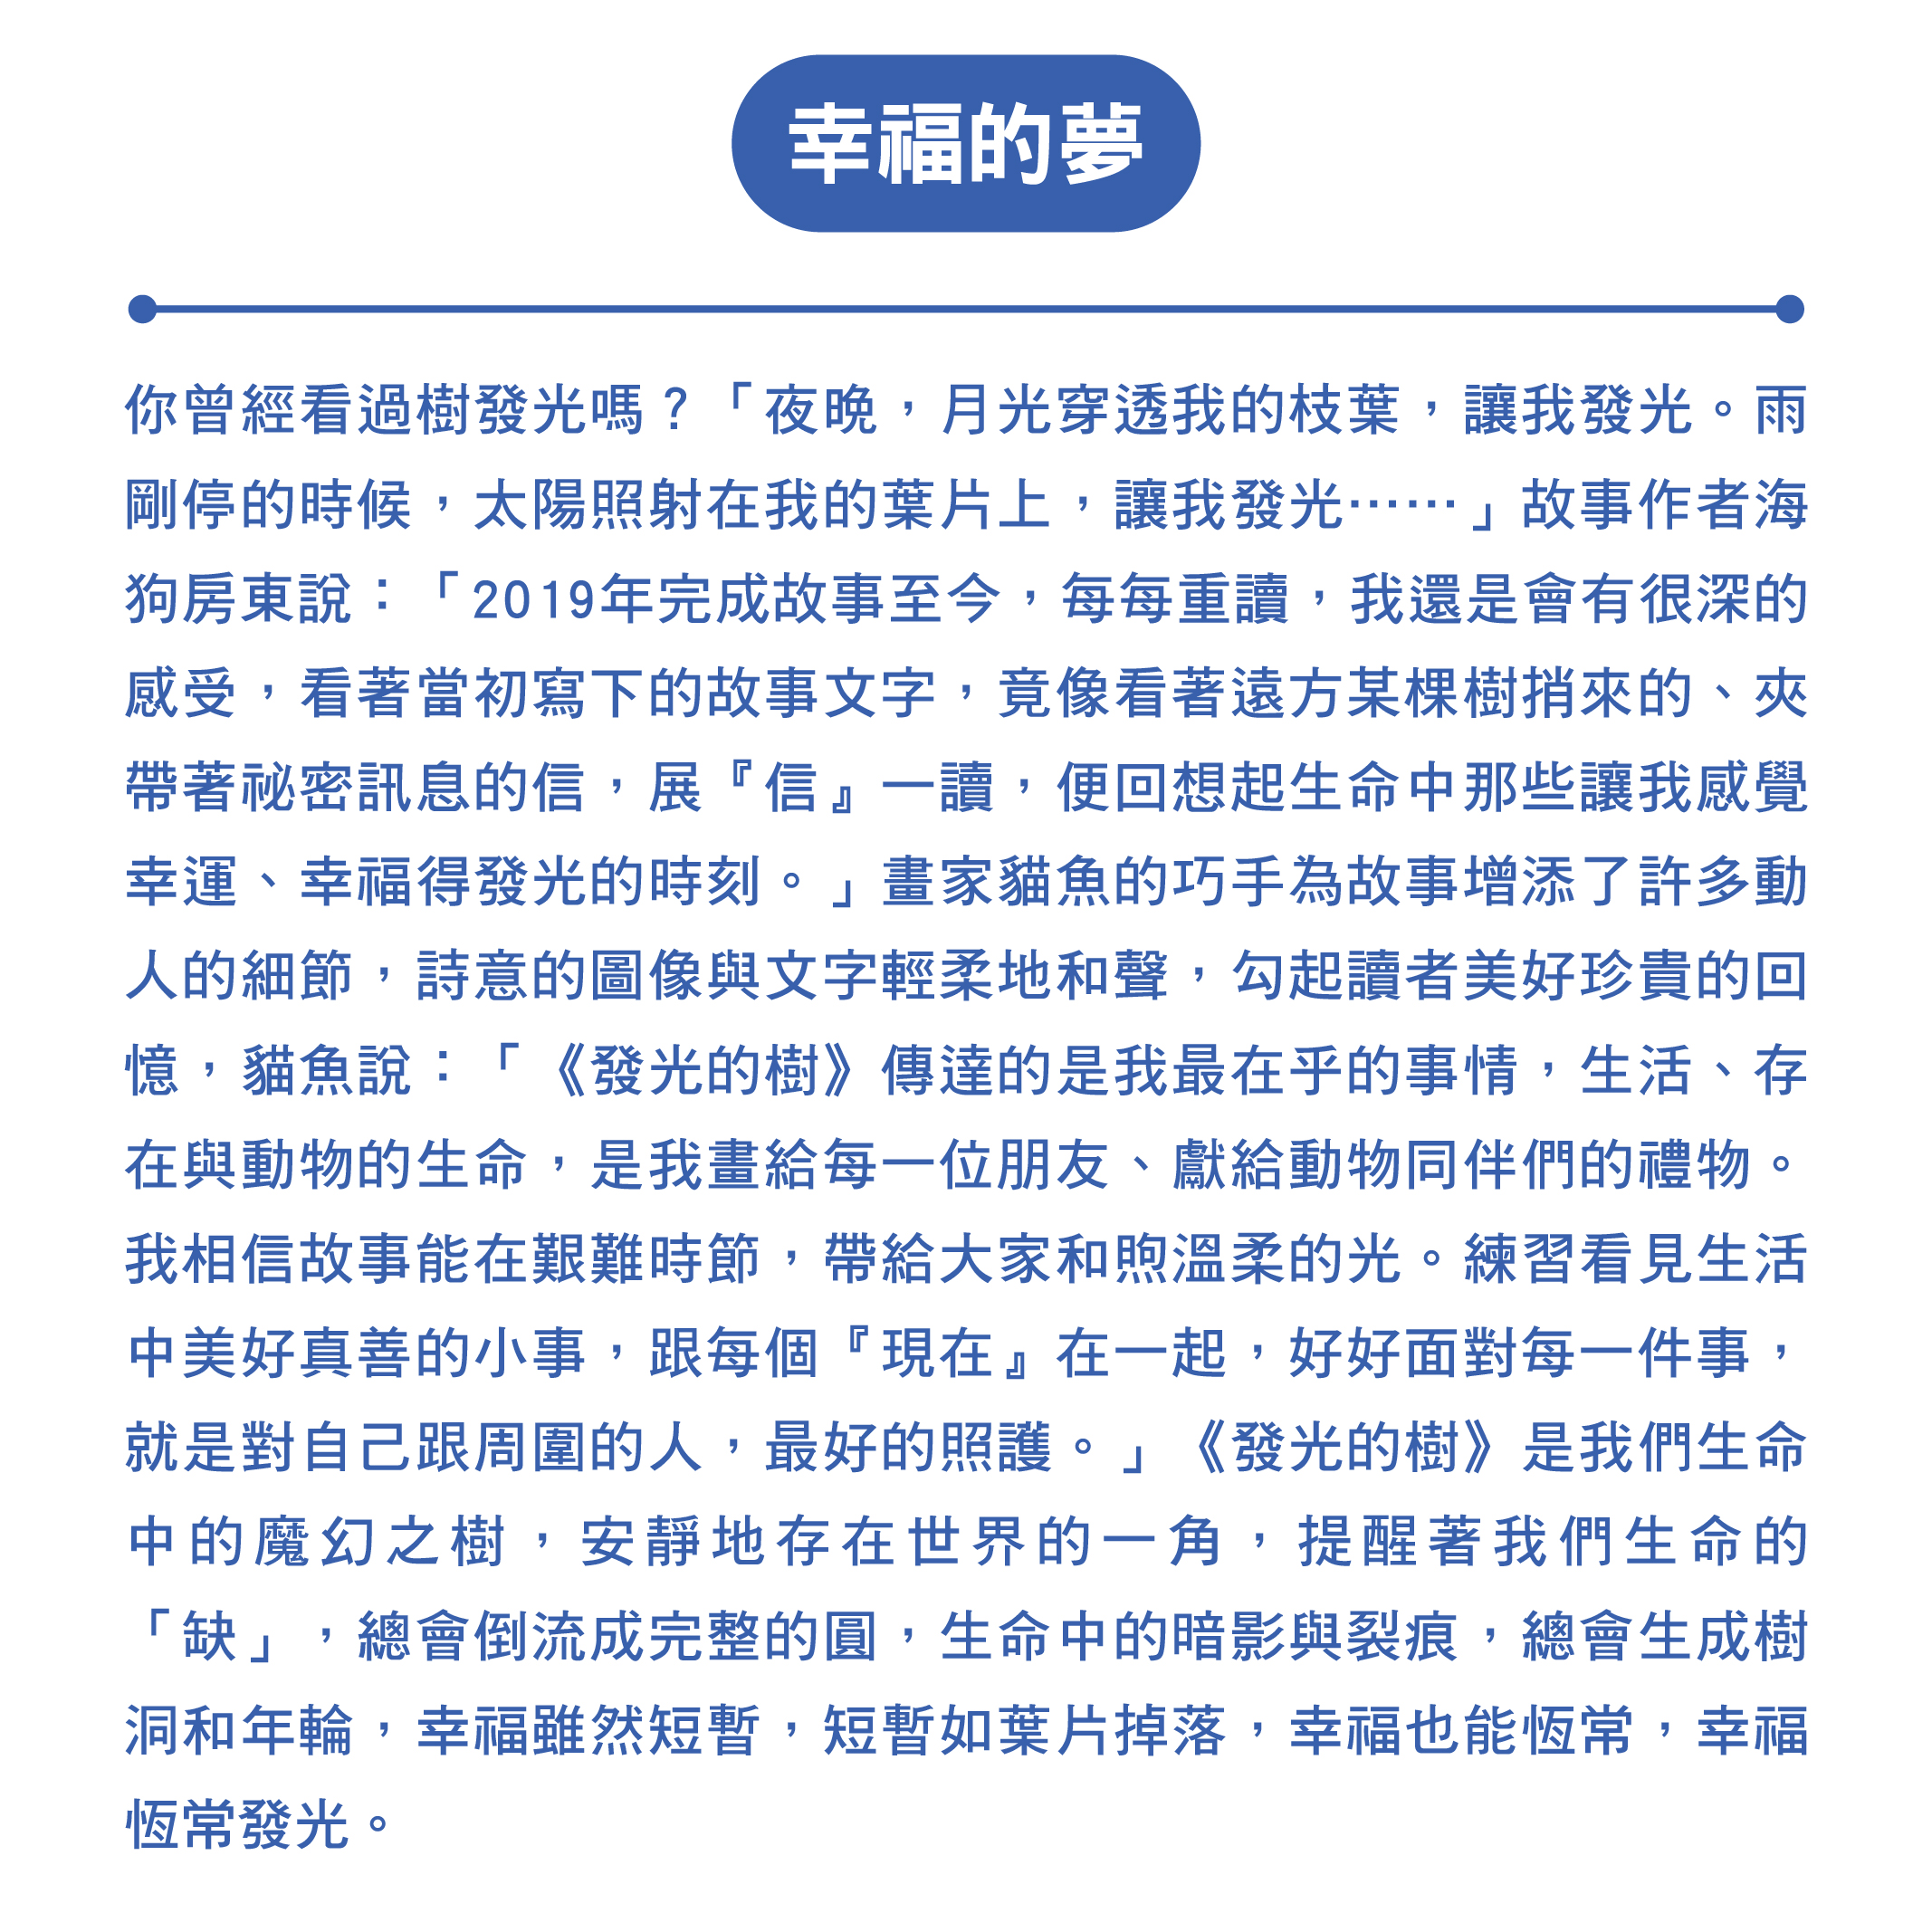 幸福的夢
你曾經看過樹發光嗎？「夜晚，月光穿透我的枝葉，讓我發光。雨
剛停的時候，太陽照射在我的葉片上，讓我發光……」故事作者海
狗房東說：「2019年完成故事至今，每每重讀，我還是會有很深的
感受，看著當初寫下的故事文字，竟像看著遠方某棵樹捎來的、夾
帶著祕密訊息的信，展『信』一讀，便回想起生命中那些讓我感覺
幸運、幸福得發光的時刻。」畫家貓魚的巧手為故事增添了許多動
人的細節，詩意的圖像與文字輕柔地和聲，勾起讀者美好珍貴的回
憶，貓魚說：「《發光的樹》傳達的是我最在乎的事情，生活、存
在與動物的生命，是我畫給每一位朋友、獻給動物同伴們的禮物。
我相信故事能在艱難時節，帶給大家和煦溫柔的光。練習看見生活
中美好真善的小事，跟每個『現在』在一起，好好面對每一件事，
就是對自己跟周圍的人，最好的照護。」《發光的樹》是我們生命
中的魔幻之樹，安靜地存在世界的一角，提醒著我們生命的
「缺」，總會倒流成完整的圓，生命中的暗影與裂痕，總會生成樹
洞和年輪，幸福雖然短暫，短暫如葉片掉落，幸福也能恆常，幸福
恆常發光。